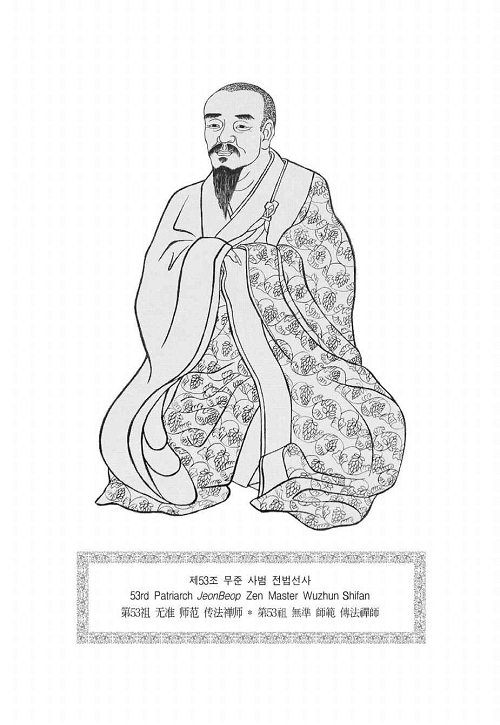 제53조 무준 사범 전법선사
53rd Patriarch JeonBeop Zen Master Wuzhun Shifan
第53祖 无准 师范 传法禅师 * 第53祖 無準 師範 傳法禪師